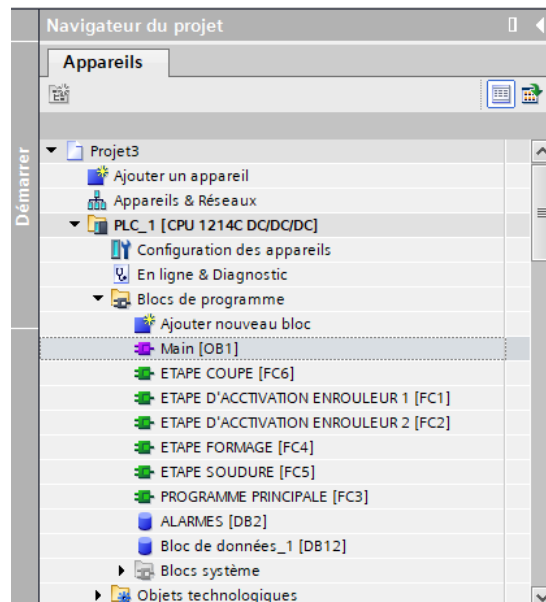 Navigateur du projet
Appareils
Démarrer
Projet3
Ajouter un appareil
Appareils & Réseaux
PLC_1 [CPU 1214C DC/DC/DC]
Configuration des appareils
En ligne & Diagnostic
Blocs de programme
Ajouter nouveau bloc
Main [OB1]
ETAPE COUPE [FC6]
ETAPE D'ACCTIVATION ENROULEUR 1 [FC1]
ETAPE D'ACCTIVATION ENROULEUR 2 [FC2]
ETAPE FORMAGE [FC4]
ETAPE SOUDURE [FC5]
PROGRAMME PRINCIPALE [FC3]
ALARMES [DB2]
Bloc de données_1 [DB12]
Blocs système
Objets technologiques